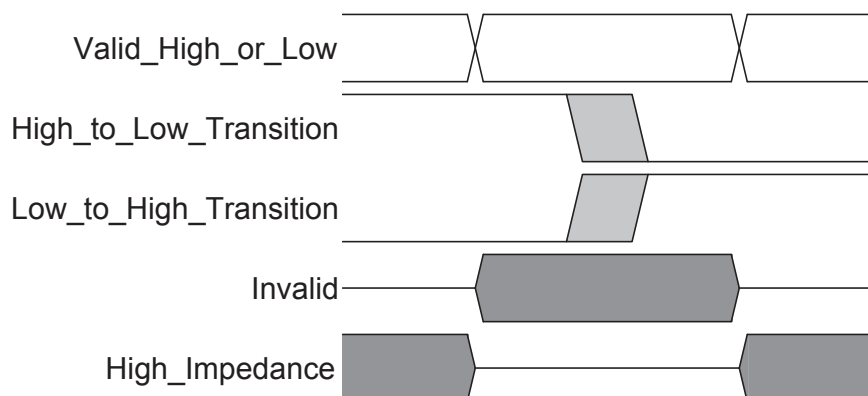 Valid_High_or_Low
High_to_Low_Transition
Low_to_High_Transition
Invalid
High_Impedance